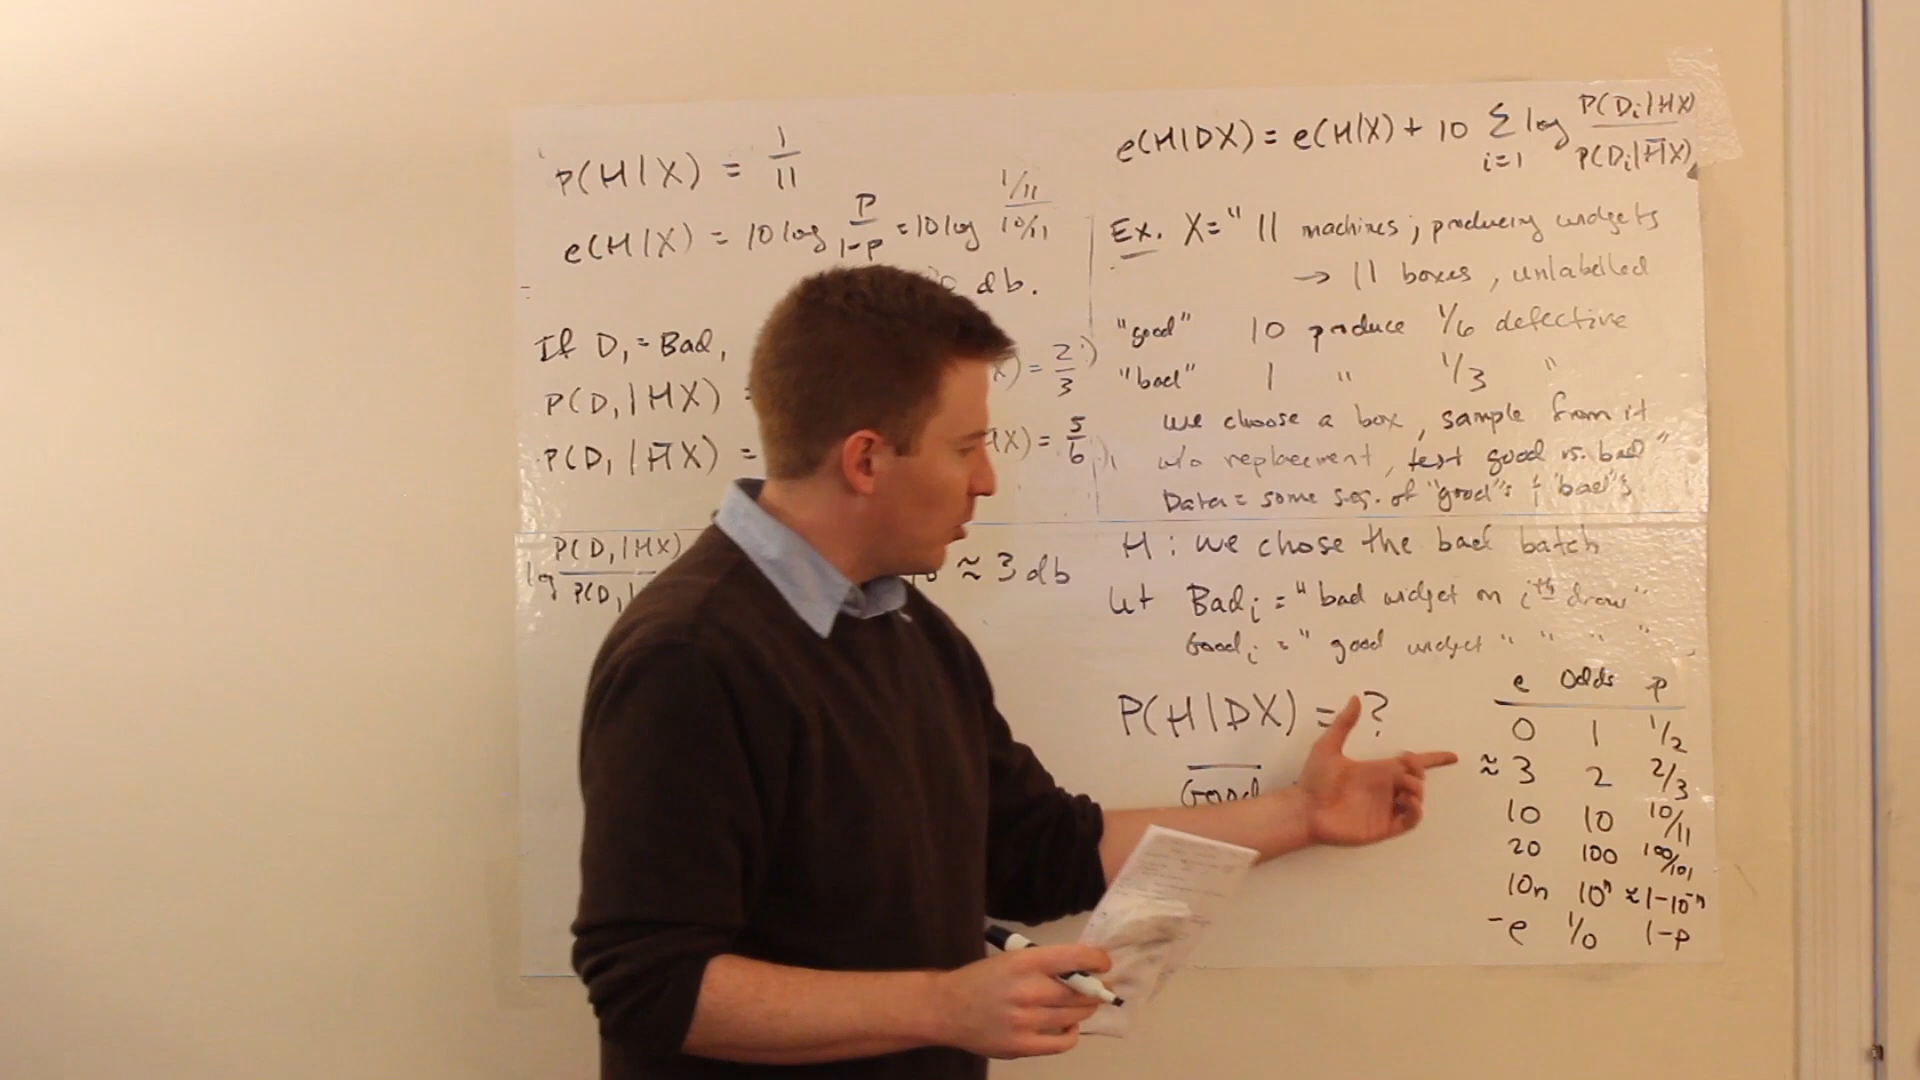 P(H|X) = 1/11
e(H|X) = 10 log P/1-P = 10 log 1/11 / 10/11
db.
If D₁ = Bad,
P(D₁|HX) =
X) = 2/3
P(D₁|H̄X) =
X) = 5/6
P(D₁|HX)
P(D₁|
≈ 3 db
e(H|DX) = e(H|X) + 10 Σ i=1 log P(Dᵢ|HX) / P(Dᵢ|H̄X)
Ex. X = " 11 machines ; producing widgets
→ 11 boxes , unlabelled
"good" 10 produce 1/6 defective
"bad" 1 " 1/3 "
we choose a box , sample from it
w/o replacement , test good vs. bad "
Data = some seq. of "good"s & "bad"s
H : we chose the bad batch
Let Badᵢ = " bad widget on iᵗʰ draw "
Goodᵢ = " good widget " " " "
P(H|DX) = ?
Good
e Odds P
0 1 1/2
≈ 3 2 2/3
10 10 10/11
20 100 100/101
10n 10ⁿ ≈ 1-10⁻ⁿ
-e 1/o 1-P